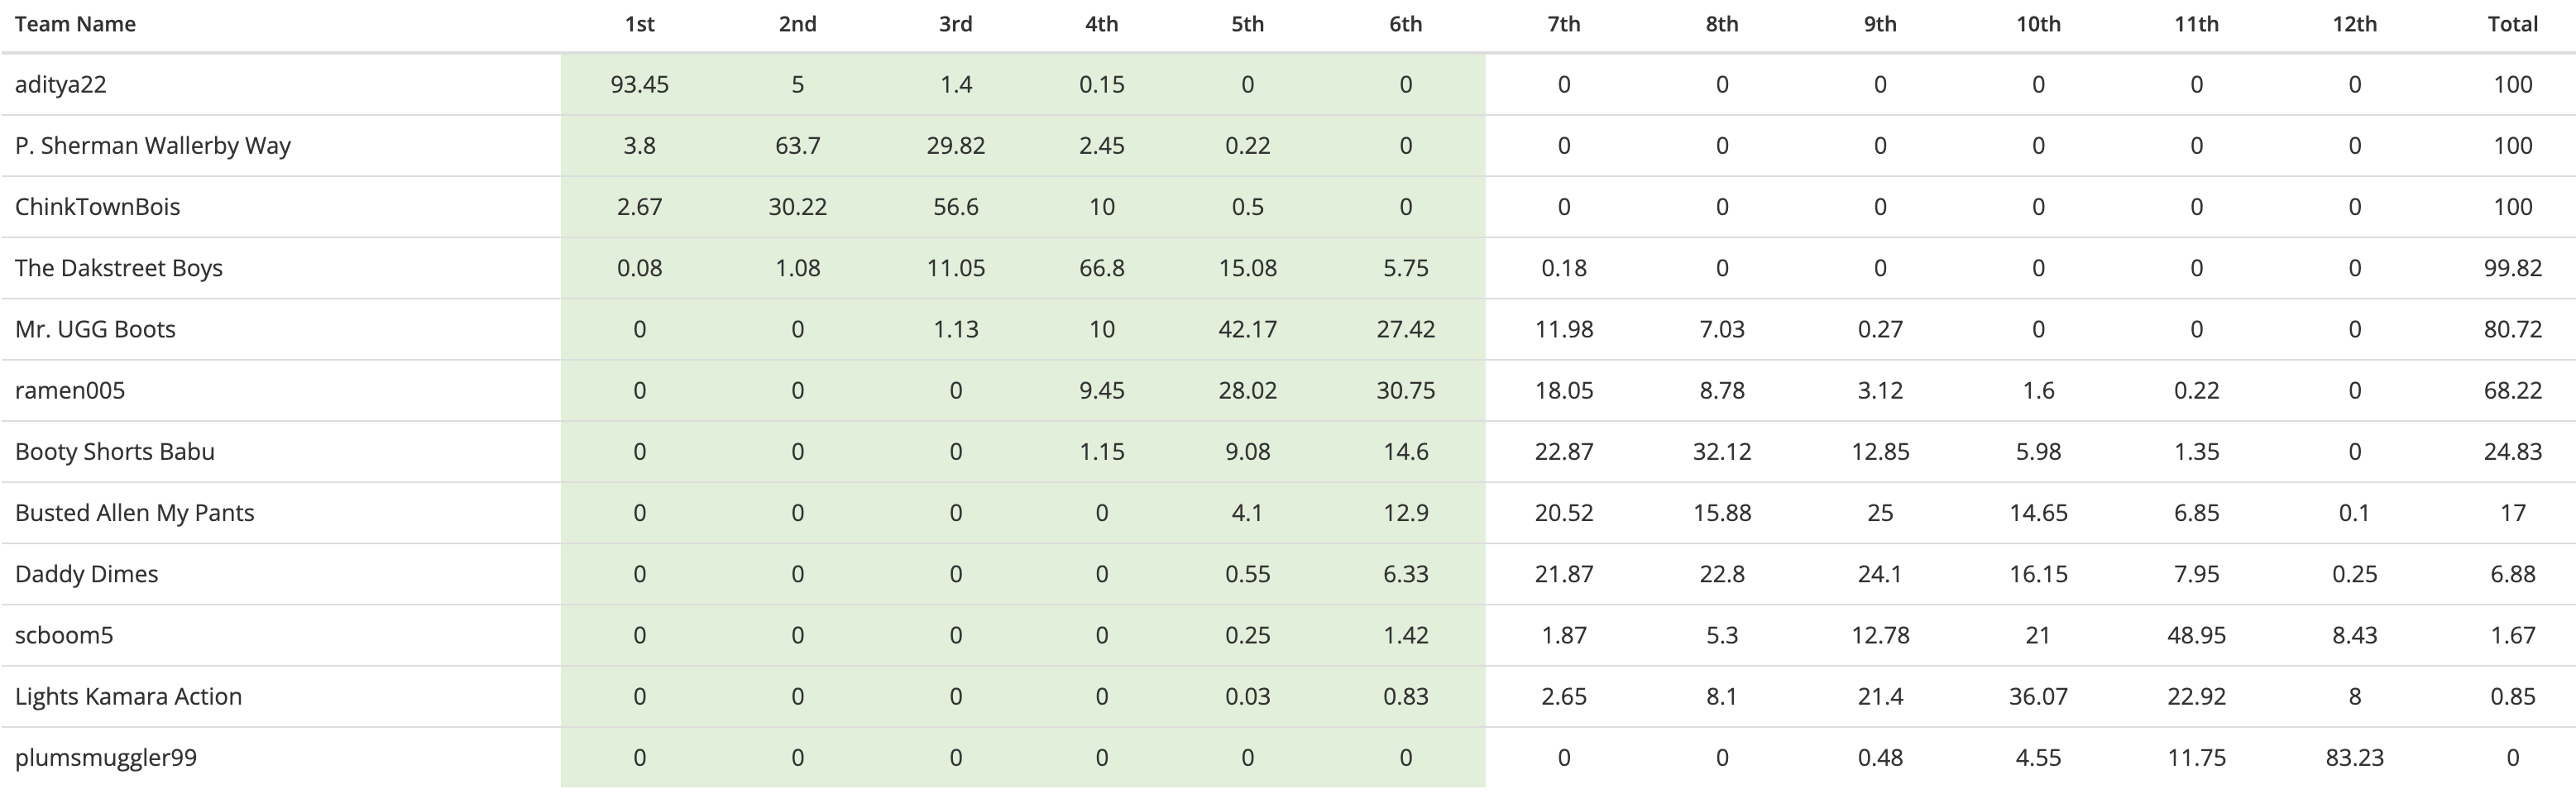 Team Name 1st 2nd 3rd 4th 5th 6th 7th 8th 9th 10th 11th 12th Total
aditya22 93.45 5 1.4 0.15 0 0 0 0 0 0 0 0 100
P. Sherman Wallerby Way 3.8 63.7 29.82 2.45 0.22 0 0 0 0 0 0 0 100
ChinkTownBois 2.67 30.22 56.6 10 0.5 0 0 0 0 0 0 0 100
The Dakstreet Boys 0.08 1.08 11.05 66.8 15.08 5.75 0.18 0 0 0 0 0 99.82
Mr. UGG Boots 0 0 1.13 10 42.17 27.42 11.98 7.03 0.27 0 0 0 80.72
ramen005 0 0 0 9.45 28.02 30.75 18.05 8.78 3.12 1.6 0.22 0 68.22
Booty Shorts Babu 0 0 0 1.15 9.08 14.6 22.87 32.12 12.85 5.98 1.35 0 24.83
Busted Allen My Pants 0 0 0 0 4.1 12.9 20.52 15.88 25 14.65 6.85 0.1 17
Daddy Dimes 0 0 0 0 0.55 6.33 21.87 22.8 24.1 16.15 7.95 0.25 6.88
scboom5 0 0 0 0 0.25 1.42 1.87 5.3 12.78 21 48.95 8.43 1.67
Lights Kamara Action 0 0 0 0 0.03 0.83 2.65 8.1 21.4 36.07 22.92 8 0.85
plumsmuggler99 0 0 0 0 0 0 0 0 0.48 4.55 11.75 83.23 0